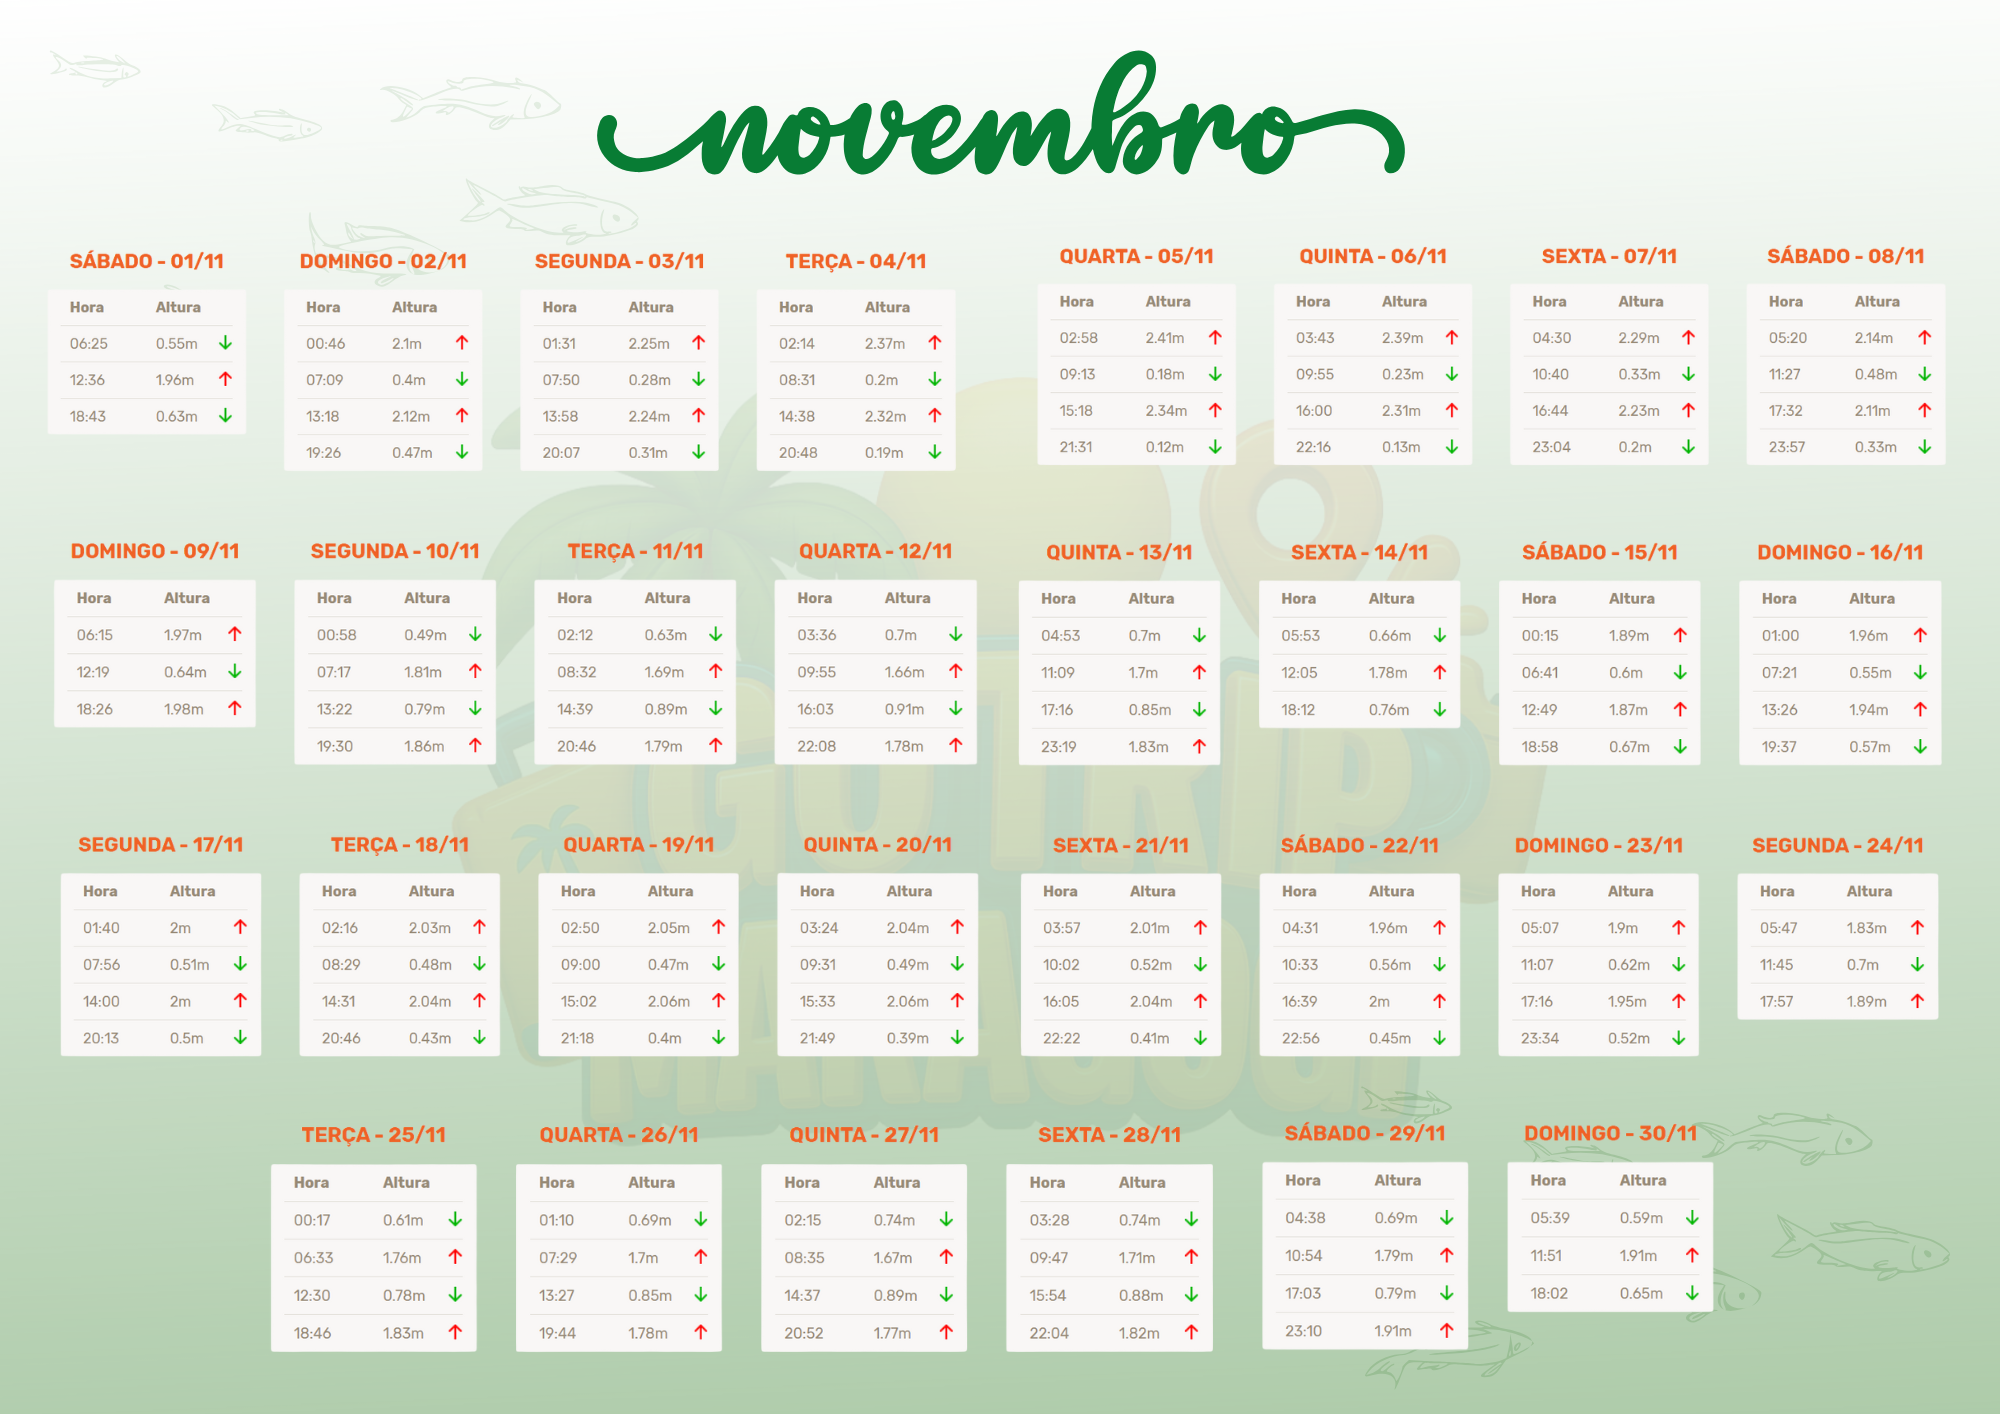 novembro
SÁBADO - 01/11
Hora Altura
06:25 0.55m ↓
12:36 1.96m ↑
18:43 0.63m ↓
DOMINGO - 02/11
Hora Altura
00:46 2.1m ↑
07:09 0.4m ↓
13:18 2.12m ↑
19:26 0.47m ↓
SEGUNDA - 03/11
Hora Altura
01:31 2.25m ↑
07:50 0.28m ↓
13:58 2.24m ↑
20:07 0.31m ↓
TERÇA - 04/11
Hora Altura
02:14 2.37m ↑
08:31 0.2m ↓
14:38 2.32m ↑
20:48 0.19m ↓
QUARTA - 05/11
Hora Altura
02:58 2.41m ↑
09:13 0.18m ↓
15:18 2.34m ↑
21:31 0.12m ↓
QUINTA - 06/11
Hora Altura
03:43 2.39m ↑
09:55 0.23m ↓
16:00 2.31m ↑
22:16 0.13m ↓
SEXTA - 07/11
Hora Altura
04:30 2.29m ↑
10:40 0.33m ↓
16:44 2.23m ↑
23:04 0.2m ↓
SÁBADO - 08/11
Hora Altura
05:20 2.14m ↑
11:27 0.48m ↓
17:32 2.11m ↑
23:57 0.33m ↓
DOMINGO - 09/11
Hora Altura
06:15 1.97m ↑
12:19 0.64m ↓
18:26 1.98m ↑
SEGUNDA - 10/11
Hora Altura
00:58 0.49m ↓
07:17 1.81m ↑
13:22 0.79m ↓
19:30 1.86m ↑
TERÇA - 11/11
Hora Altura
02:12 0.63m ↓
08:32 1.69m ↑
14:39 0.89m ↓
20:46 1.79m ↑
QUARTA - 12/11
Hora Altura
03:36 0.7m ↓
09:55 1.66m ↑
16:03 0.91m ↓
22:08 1.78m ↑
QUINTA - 13/11
Hora Altura
04:53 0.7m ↓
11:09 1.7m ↑
17:16 0.85m ↓
23:19 1.83m ↑
SEXTA - 14/11
Hora Altura
05:53 0.66m ↓
12:05 1.78m ↑
18:12 0.76m ↓
SÁBADO - 15/11
Hora Altura
00:15 1.89m ↑
06:41 0.6m ↓
12:49 1.87m ↑
18:58 0.67m ↓
DOMINGO - 16/11
Hora Altura
01:00 1.96m ↑
07:21 0.55m ↓
13:26 1.94m ↑
19:37 0.57m ↓
SEGUNDA - 17/11
Hora Altura
01:40 2m ↑
07:56 0.51m ↓
14:00 2m ↑
20:13 0.5m ↓
TERÇA - 18/11
Hora Altura
02:16 2.03m ↑
08:29 0.48m ↓
14:31 2.04m ↑
20:46 0.43m ↓
QUARTA - 19/11
Hora Altura
02:50 2.05m ↑
09:00 0.47m ↓
15:02 2.06m ↑
21:18 0.4m ↓
QUINTA - 20/11
Hora Altura
03:24 2.04m ↑
09:31 0.49m ↓
15:33 2.06m ↑
21:49 0.39m ↓
SEXTA - 21/11
Hora Altura
03:57 2.01m ↑
10:02 0.52m ↓
16:05 2.04m ↑
22:22 0.41m ↓
SÁBADO - 22/11
Hora Altura
04:31 1.96m ↑
10:33 0.56m ↓
16:39 2m ↑
22:56 0.45m ↓
DOMINGO - 23/11
Hora Altura
05:07 1.9m ↑
11:07 0.62m ↓
17:16 1.95m ↑
23:34 0.52m ↓
SEGUNDA - 24/11
Hora Altura
05:47 1.83m ↑
11:45 0.7m ↓
17:57 1.89m ↑
TERÇA - 25/11
Hora Altura
00:17 0.61m ↓
06:33 1.76m ↑
12:30 0.78m ↓
18:46 1.83m ↑
QUARTA - 26/11
Hora Altura
01:10 0.69m ↓
07:29 1.7m ↑
13:27 0.85m ↓
19:44 1.78m ↑
QUINTA - 27/11
Hora Altura
02:15 0.74m ↓
08:35 1.67m ↑
14:37 0.89m ↓
20:52 1.77m ↑
SEXTA - 28/11
Hora Altura
03:28 0.74m ↓
09:47 1.71m ↑
15:54 0.88m ↓
22:04 1.82m ↑
SÁBADO - 29/11
Hora Altura
04:38 0.69m ↓
10:54 1.79m ↑
17:03 0.79m ↓
23:10 1.91m ↑
DOMINGO - 30/11
Hora Altura
05:39 0.59m ↓
11:51 1.91m ↑
18:02 0.65m ↓
GO TRIP
MARAGOGI